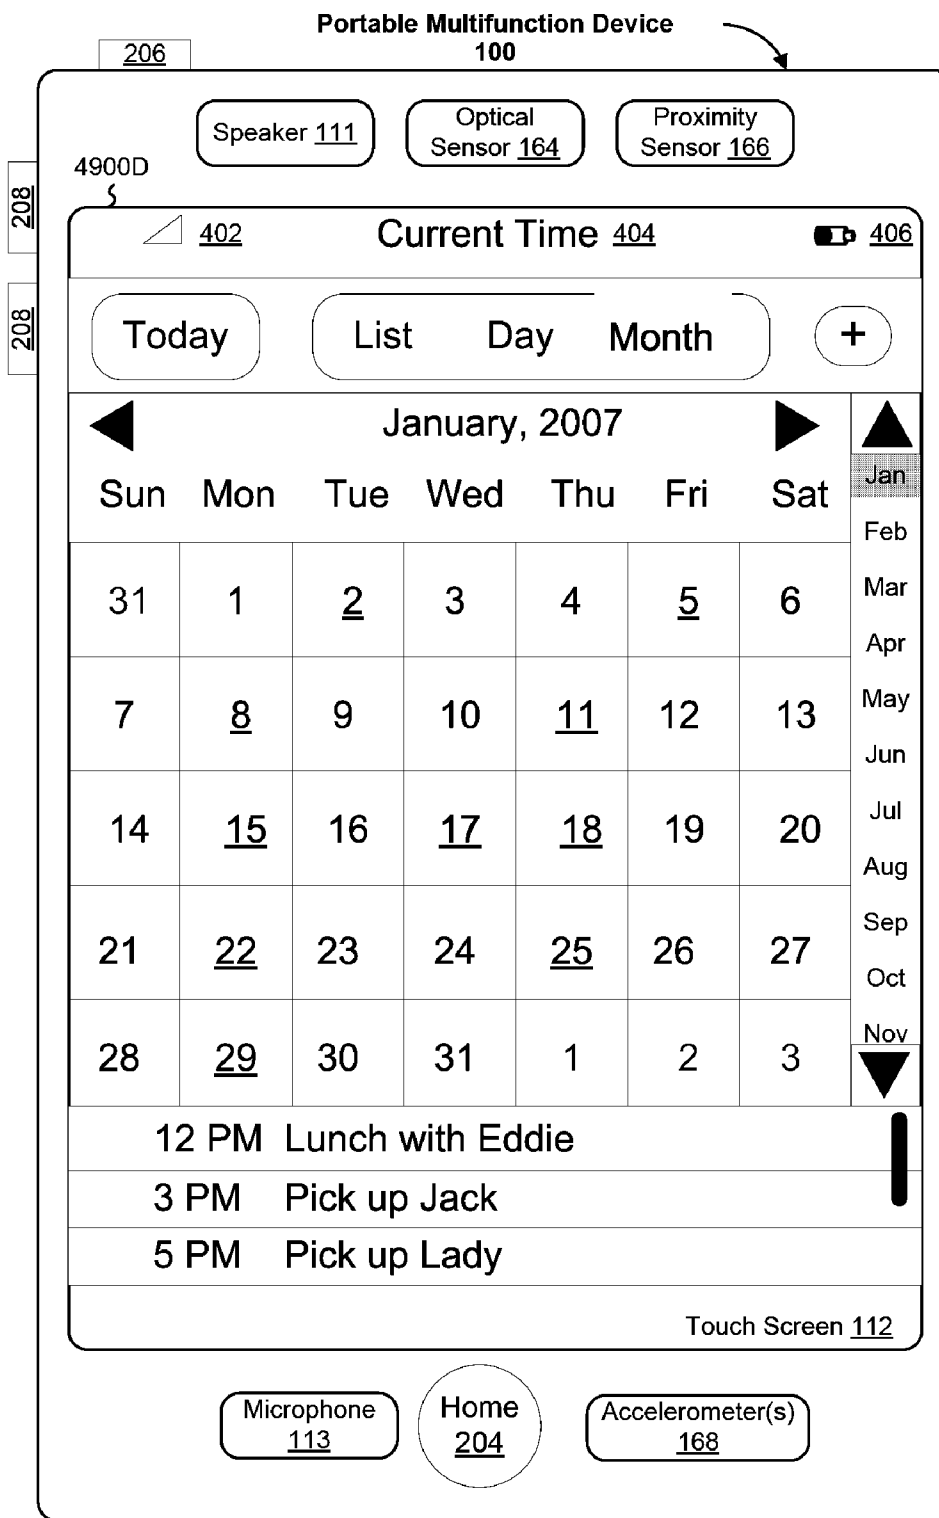 Portable Multifunction Device
100
206
Speaker 111
Optical
Sensor 164
Proximity
Sensor 166
4900D
208
208
402
Current Time 404
406
Today
List Day Month
+
January, 2007
Sun Mon Tue Wed Thu Fri Sat
31 1 2 3 4 5 6
7 8 9 10 11 12 13
14 15 16 17 18 19 20
21 22 23 24 25 26 27
28 29 30 31 1 2 3
Jan
Feb
Mar
Apr
May
Jun
Jul
Aug
Sep
Oct
Nov
12 PM Lunch with Eddie
3 PM Pick up Jack
5 PM Pick up Lady
Touch Screen 112
Microphone
113
Home
204
Accelerometer(s)
168